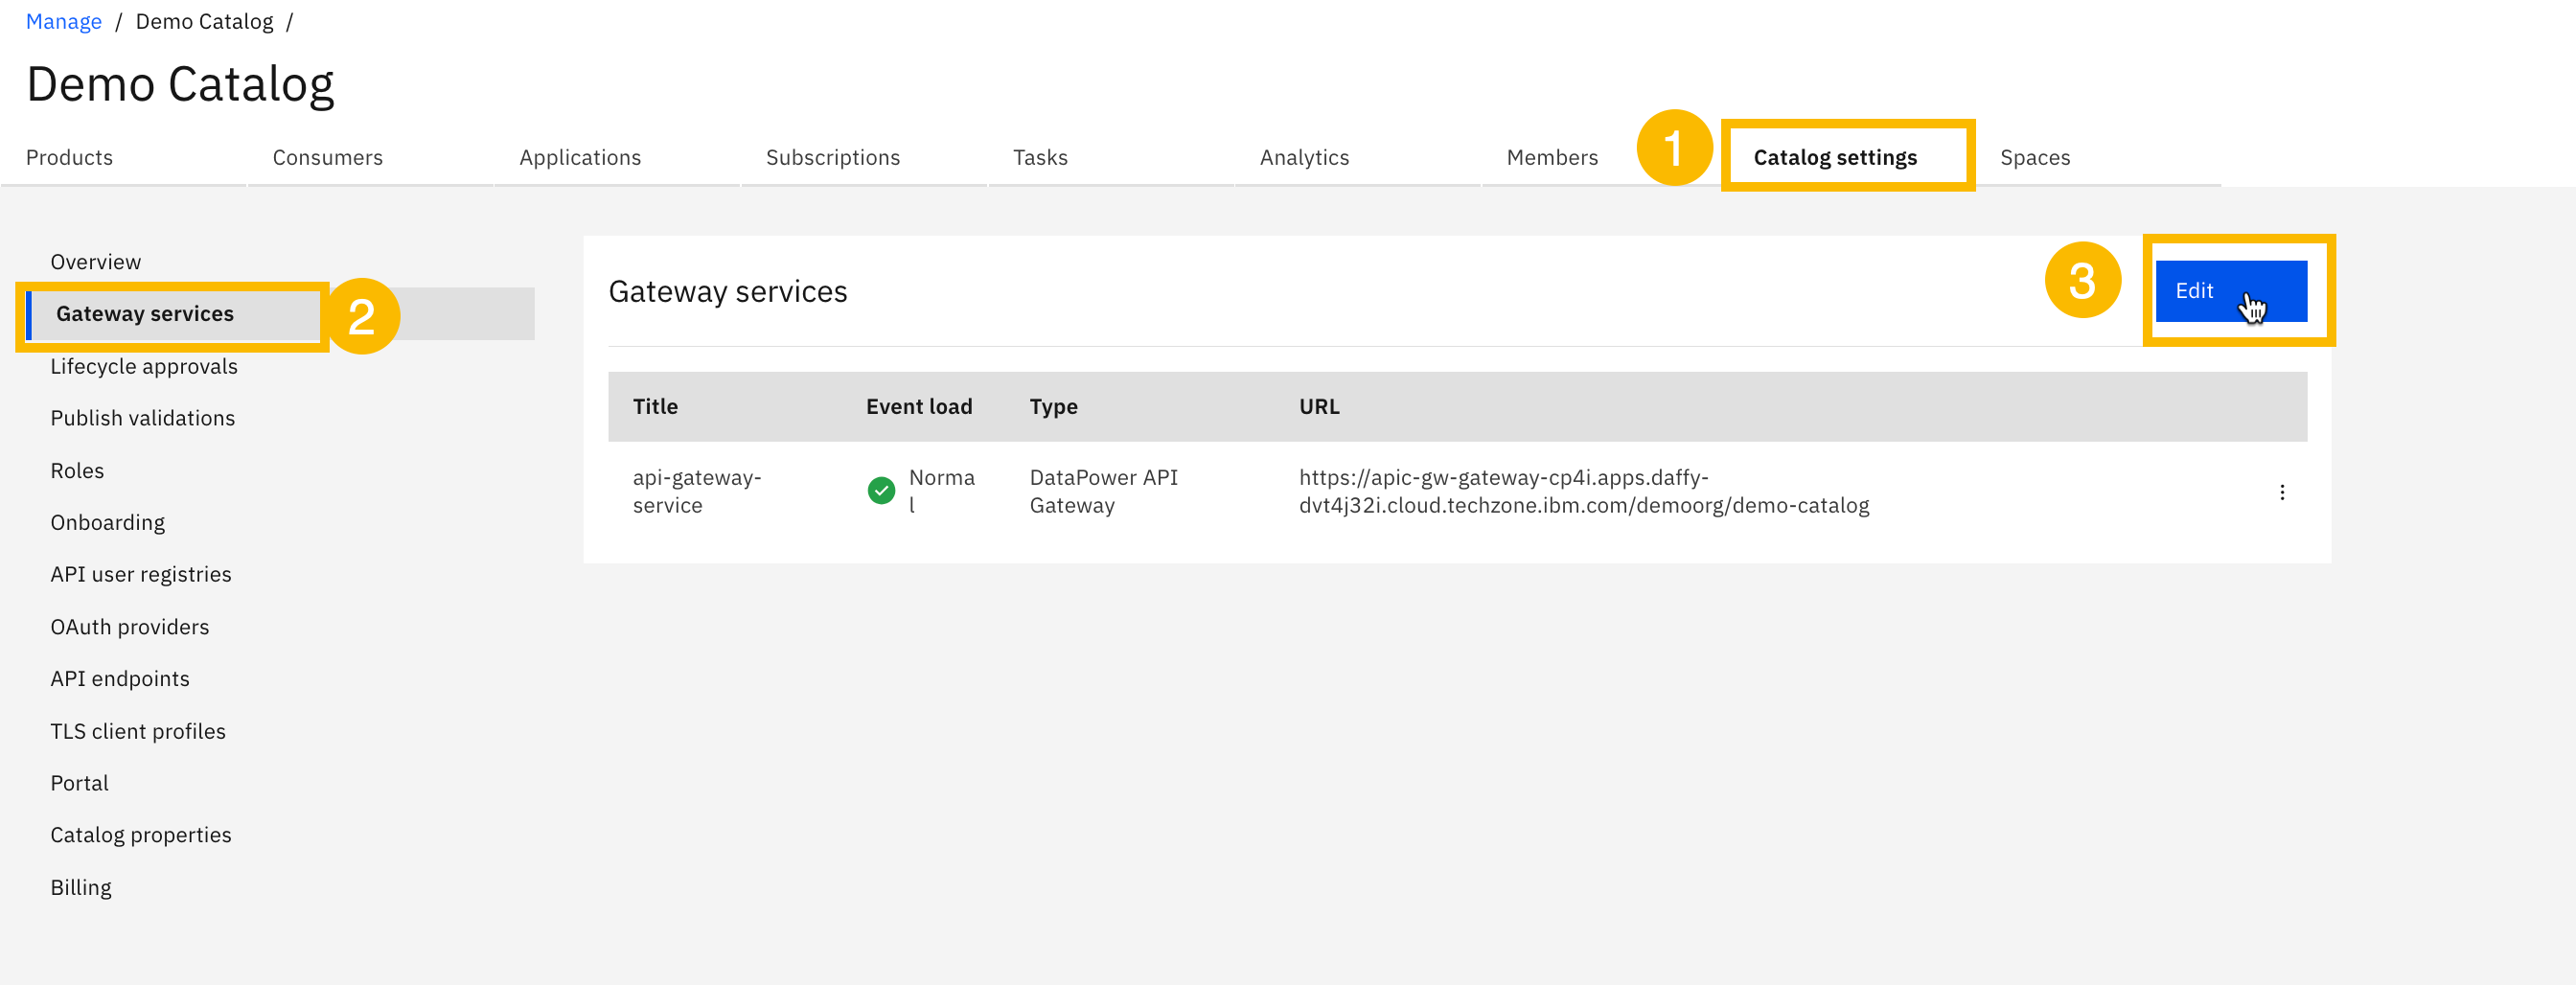 Manage / Demo Catalog /
Demo Catalog
Products Consumers Applications Subscriptions Tasks Analytics Members 1 Catalog settings Spaces
Overview
Gateway services 2
Lifecycle approvals
Publish validations
Roles
Onboarding
API user registries
OAuth providers
API endpoints
TLS client profiles
Portal
Catalog properties
Billing
Gateway services
3
Edit
Title Event load Type URL
api-gateway-
service
Norma
l
DataPower API
Gateway
https://apic-gw-gateway-cp4i.apps.daffy-
dvt4j32i.cloud.techzone.ibm.com/demoorg/demo-catalog